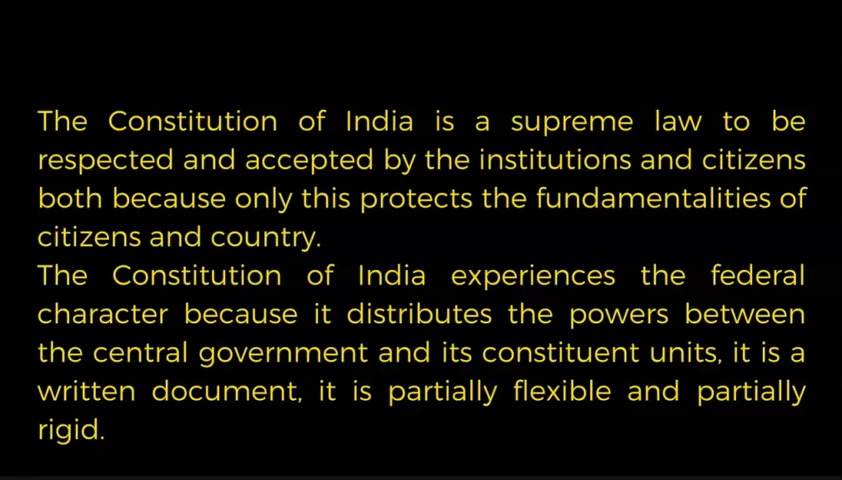 The Constitution of India is a supreme law to be
respected and accepted by the institutions and citizens
both because only this protects the fundamentalities of
citizens and country.
The Constitution of India experiences the federal
character because it distributes the powers between
the central government and its constituent units, it is a
written document, it is partially flexible and partially
rigid.